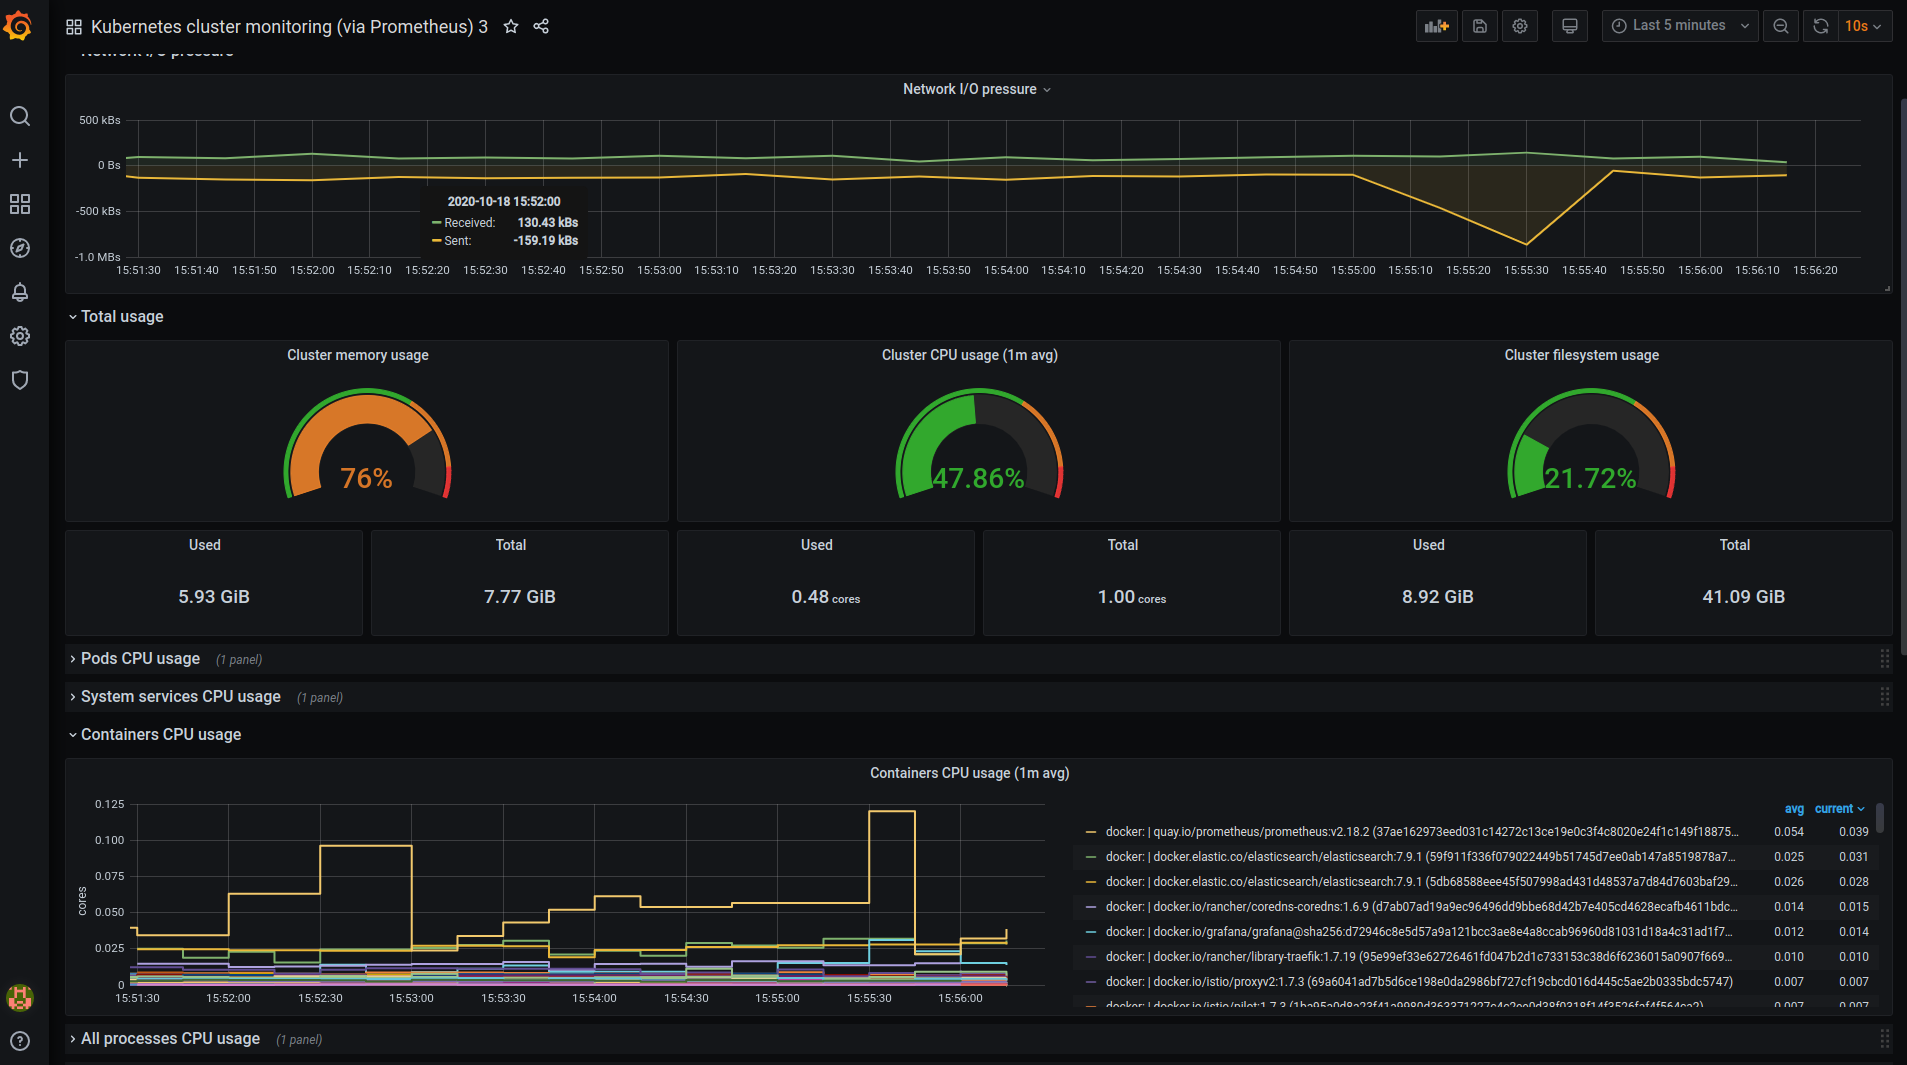 Kubernetes cluster monitoring (via Prometheus) 3
Last 5 minutes
10s
Network I/O pressure
Network I/O pressure
500 kBs
0 Bs
-500 kBs
-1.0 MBs
2020-10-18 15:52:00
Received: 130.43 kBs
Sent: -159.19 kBs
15:51:30 15:51:40 15:51:50 15:52:00 15:52:10 15:52:20 15:52:30 15:52:40 15:52:50 15:53:00 15:53:10 15:53:20 15:53:30 15:53:40 15:53:50 15:54:00 15:54:10 15:54:20 15:54:30 15:54:40 15:54:50 15:55:00 15:55:10 15:55:20 15:55:30 15:55:40 15:55:50 15:56:00 15:56:10 15:56:20
Total usage
Cluster memory usage
76%
Cluster CPU usage (1m avg)
47.86%
Cluster filesystem usage
21.72%
Used
5.93 GiB
Total
7.77 GiB
Used
0.48 cores
Total
1.00 cores
Used
8.92 GiB
Total
41.09 GiB
Pods CPU usage (1 panel)
System services CPU usage (1 panel)
Containers CPU usage
Containers CPU usage (1m avg)
cores
0.125
0.100
0.075
0.050
0.025
0
15:51:30 15:52:00 15:52:30 15:53:00 15:53:30 15:54:00 15:54:30 15:55:00 15:55:30 15:56:00
avg current
docker: | quay.io/prometheus/prometheus:v2.18.2 (37ae162973eed031c14272c13ce19e0c3f4c8020e24f1c149f18875... 0.054 0.039
docker: | docker.elastic.co/elasticsearch/elasticsearch:7.9.1 (59f911f336f079022449b51745d7ee0ab147a8519878a7... 0.025 0.031
docker: | docker.elastic.co/elasticsearch/elasticsearch:7.9.1 (5db68588eee45f507998ad431d48537a7d84d7603baf29... 0.026 0.028
docker: | docker.io/rancher/coredns-coredns:1.6.9 (d7ab07ad19a9ec96496dd9bbe68d42b7e405cd4628ecafb4611bdc... 0.014 0.015
docker: | docker.io/grafana/grafana@sha256:d72946c8e5d57a9a121bcc3ae8e4a8ccab96960d81031d18a4c31ad1f7... 0.012 0.014
docker: | docker.io/rancher/library-traefik:1.7.19 (95e99ef33e62726461fd047b2d1c733153c38d6f6236015a0907f669... 0.010 0.010
docker: | docker.io/istio/proxyv2:1.7.3 (69a6041ad7b5d6ce198e0da2986bf727cf19cbcd016d445c5ae2b0335bdc5747) 0.007 0.007
docker: | docker.io/istio/pilot:1.7.3 0.007 0.007
All processes CPU usage (1 panel)